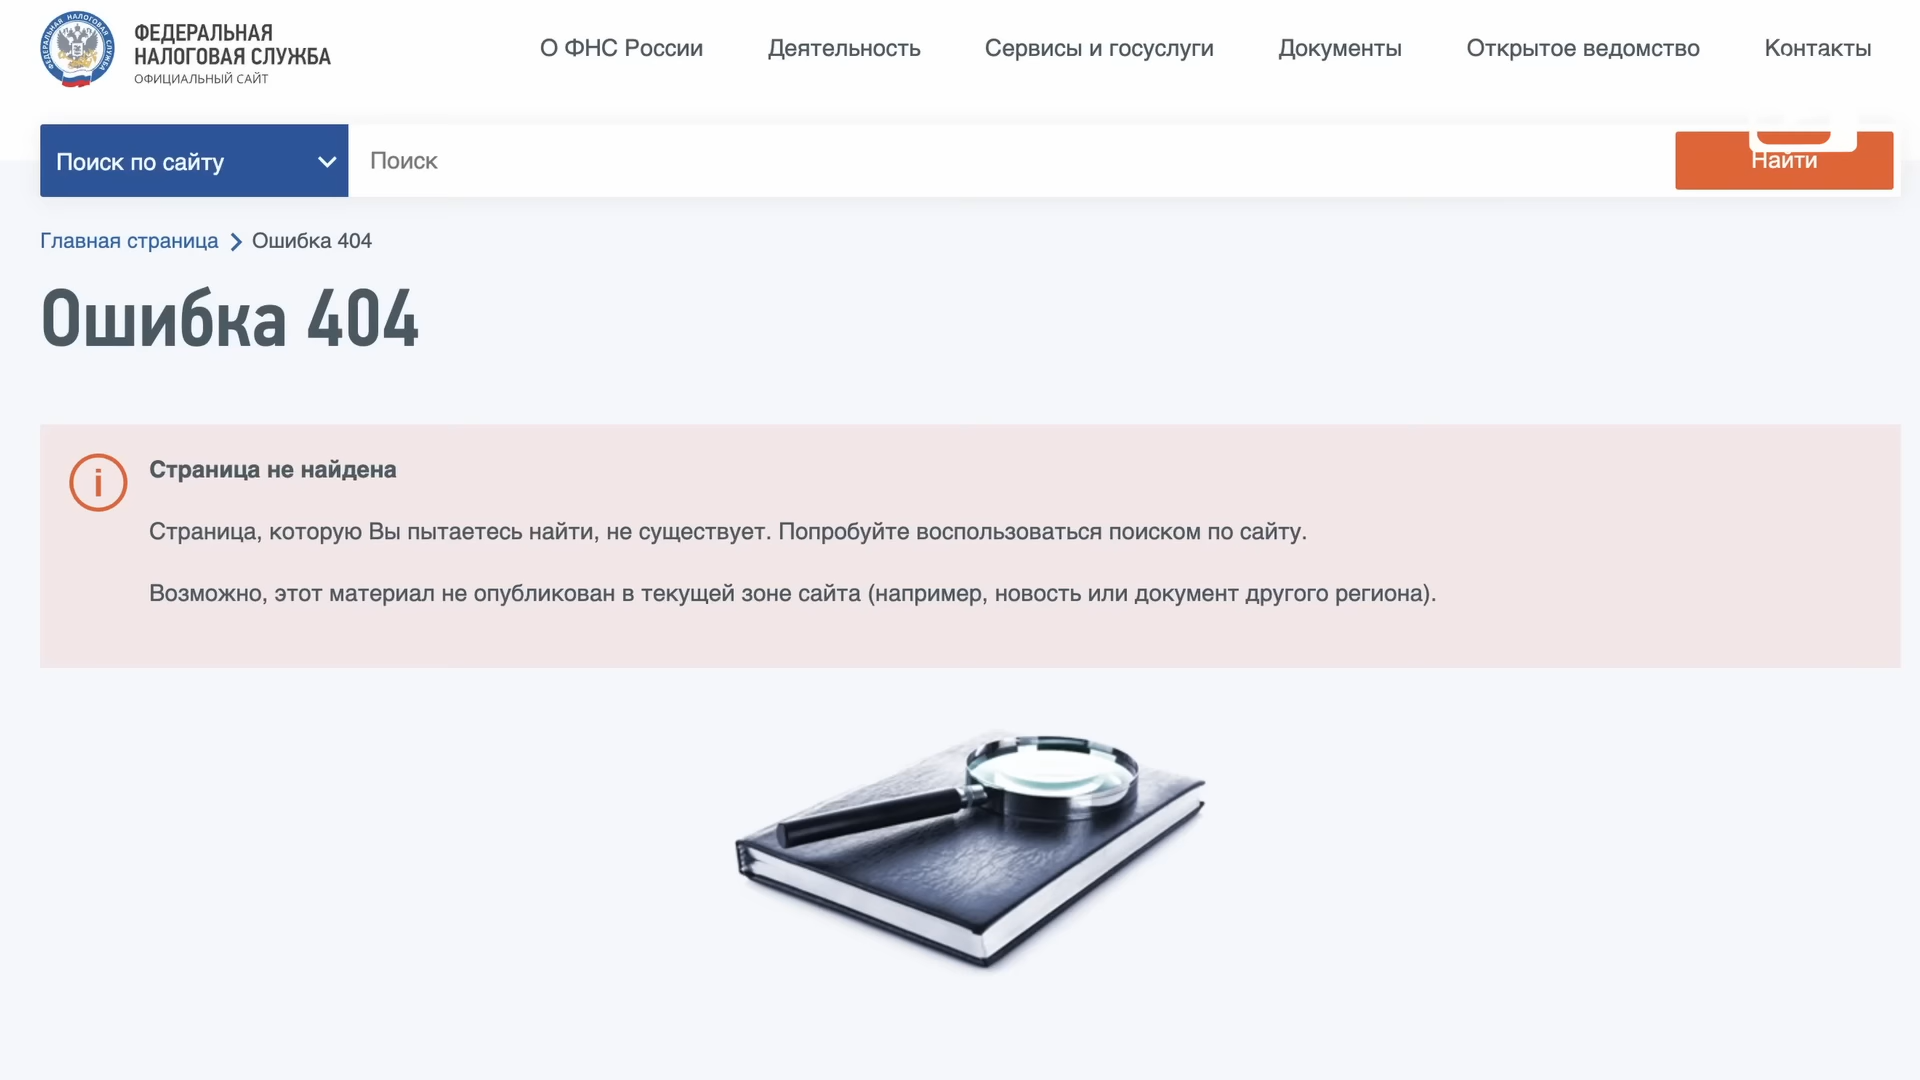 ФЕДЕРАЛЬНАЯ
НАЛОГОВАЯ СЛУЖБА
ОФИЦИАЛЬНЫЙ САЙТ
О ФНС России
Деятельность
Сервисы и госуслуги
Документы
Открытое ведомство
Контакты
Поиск по сайту
Поиск
Найти
Главная страница
Ошибка 404
Ошибка 404
i
Страница не найдена
Страница, которую Вы пытаетесь найти, не существует. Попробуйте воспользоваться поиском по сайту.
Возможно, этот материал не опубликован в текущей зоне сайта (например, новость или документ другого региона).